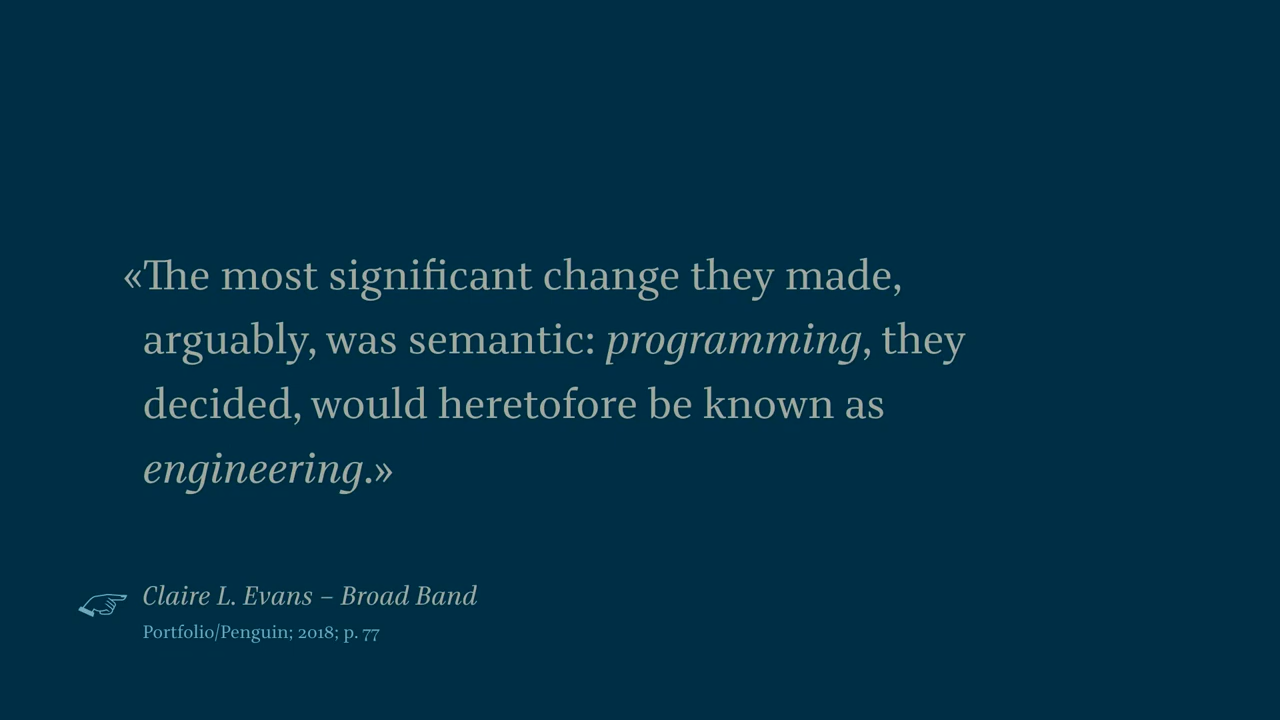 «The most significant change they made,
arguably, was semantic: programming, they
decided, would heretofore be known as
engineering.»
☞ Claire L. Evans – Broad Band
Portfolio/Penguin; 2018; p. 77